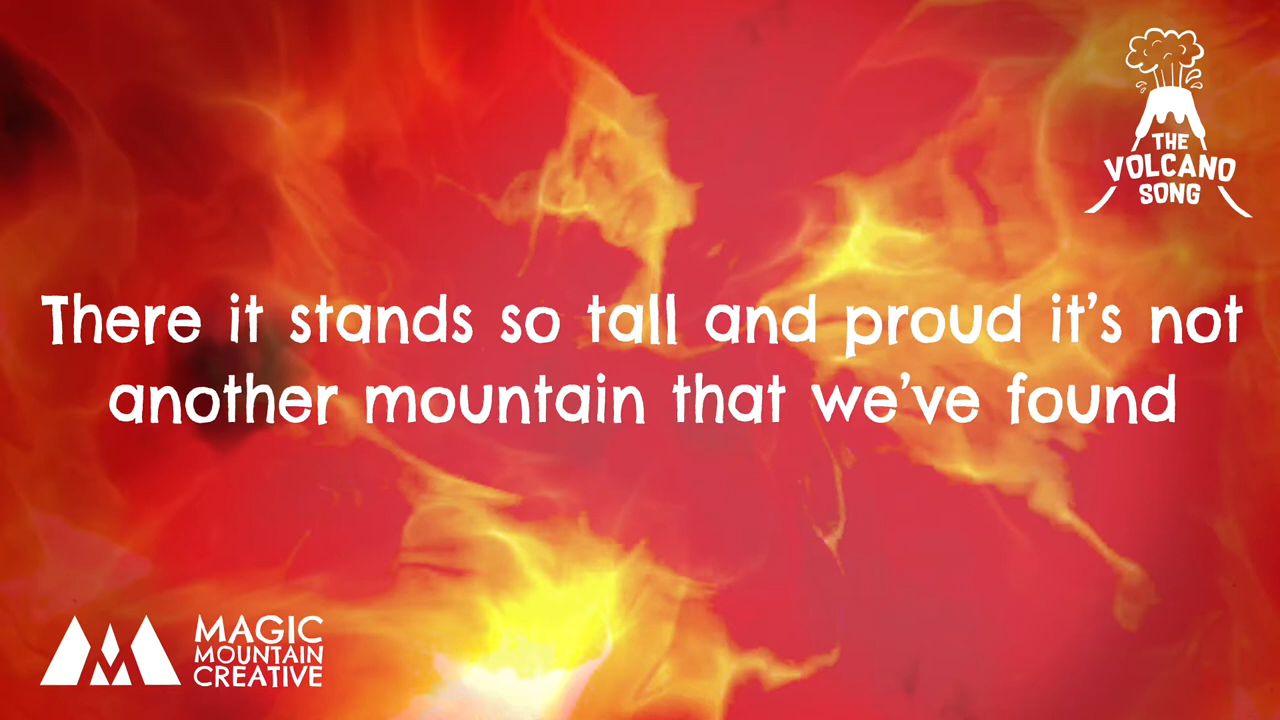 THE
VOLCANO
SONG
There it stands so tall and proud it’s not
another mountain that we’ve found
MAGIC
MOUNTAIN
CREATIVE